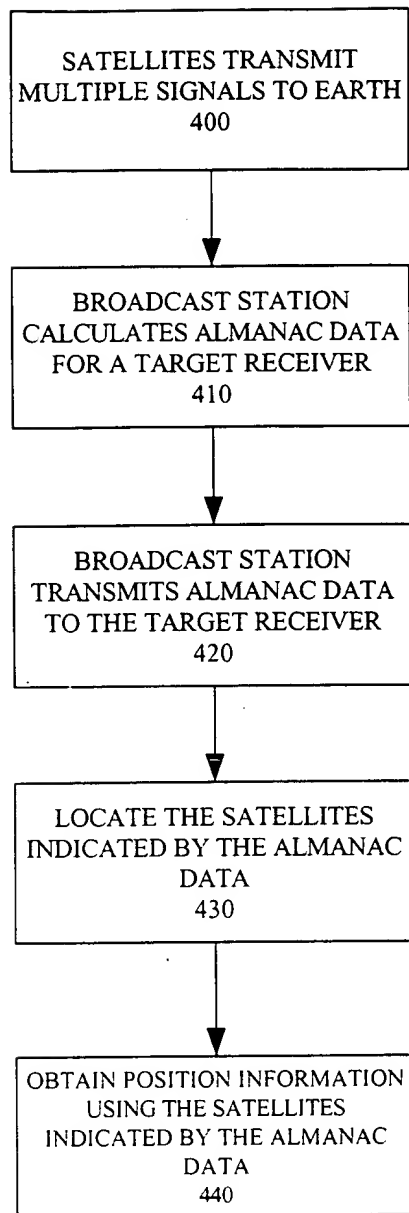 SATELLITES TRANSMIT
MULTIPLE SIGNALS TO EARTH
400
BROADCAST STATION
CALCULATES ALMANAC DATA
FOR A TARGET RECEIVER
410
BROADCAST STATION
TRANSMITS ALMANAC DATA
TO THE TARGET RECEIVER
420
LOCATE THE SATELLITES
INDICATED BY THE ALMANAC
DATA
430
OBTAIN POSITION INFORMATION
USING THE SATELLITES
INDICATED BY THE ALMANAC
DATA
440